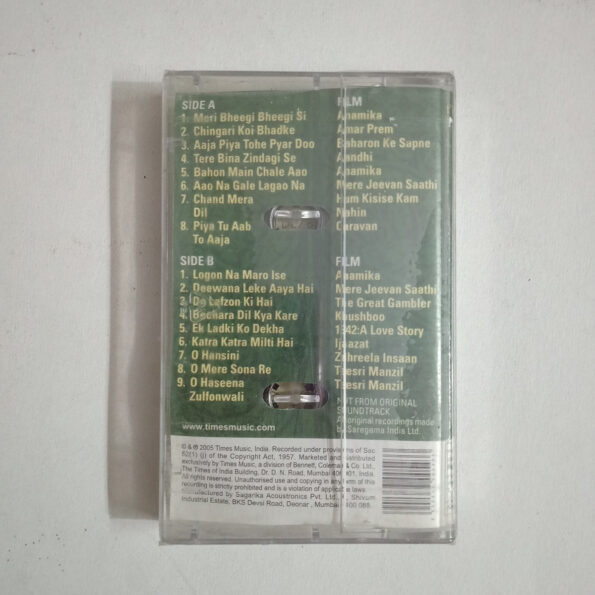 SIDE A FILM
1. Meri Bheegi Bheegi Si Anamika
2. Chingari Koi Bhadke Amar Prem
3. Aaja Piya Tohe Pyar Doo Baharon Ke Sapne
4. Tere Bina Zindagi Se Aandhi
5. Bahon Main Chale Aao Anamika
6. Aao Na Gale Lagao Na Mere Jeevan Saathi
7. Chand Mera Hum Kisise Kam
Dil Nahin
8. Piya Tu Aab Caravan
To Aaja
SIDE B FILM
1. Logon Na Maro Ise Anamika
2. Deewana Leke Aaya Hai Mere Jeevan Saathi
3. Do Lafzon Ki Hai The Great Gambler
4. Bechara Dil Kya Kare Khushboo
5. Ek Ladki Ko Dekha 1942:A Love Story
6. Katra Katra Milti Hai Ijaazat
7. O Hansini Zehreela Insaan
8. O Mere Sona Re Teesri Manzil
9. O Haseena Teesri Manzil
Zulfonwali
NOT FROM ORIGINAL
SOUNDTRACK
original recordings made
by Saregama India Ltd.
www.timesmusic.com
© & ℗ 2005 Times Music, India. Recorded under provisions of Sec
52(1) (j) of the Copyright Act, 1957. Marketed and distributed
exclusively by Times Music, a division of Bennett, Coleman & Co. Ltd.,
The Times of India Building, Dr. D. N. Road, Mumbai 400 001. India.
All rights reserved. Unauthorised use and copying in any form of this
recording is strictly prohibited and is a violation of applicable laws.
Manufactured by Sagarika Acoustronics Pvt. Ltd., Shivum
Industrial Estate, BKS Devsi Road, Deonar, Mumbai 400 088.